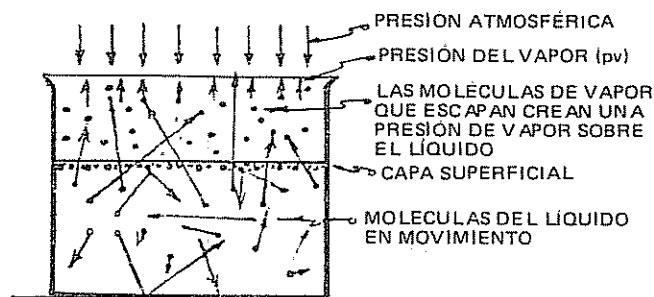 PRESIÓN ATMOSFÉRICA
PRESIÓN DEL VAPOR (pv)
LAS MOLÉCULAS DE VAPOR
QUE ESCAPAN CREAN UNA
PRESIÓN DE VAPOR SOBRE
EL LÍQUIDO
CAPA SUPERFICIAL
MOLECULAS DEL LÍQUIDO
EN MOVIMIENTO